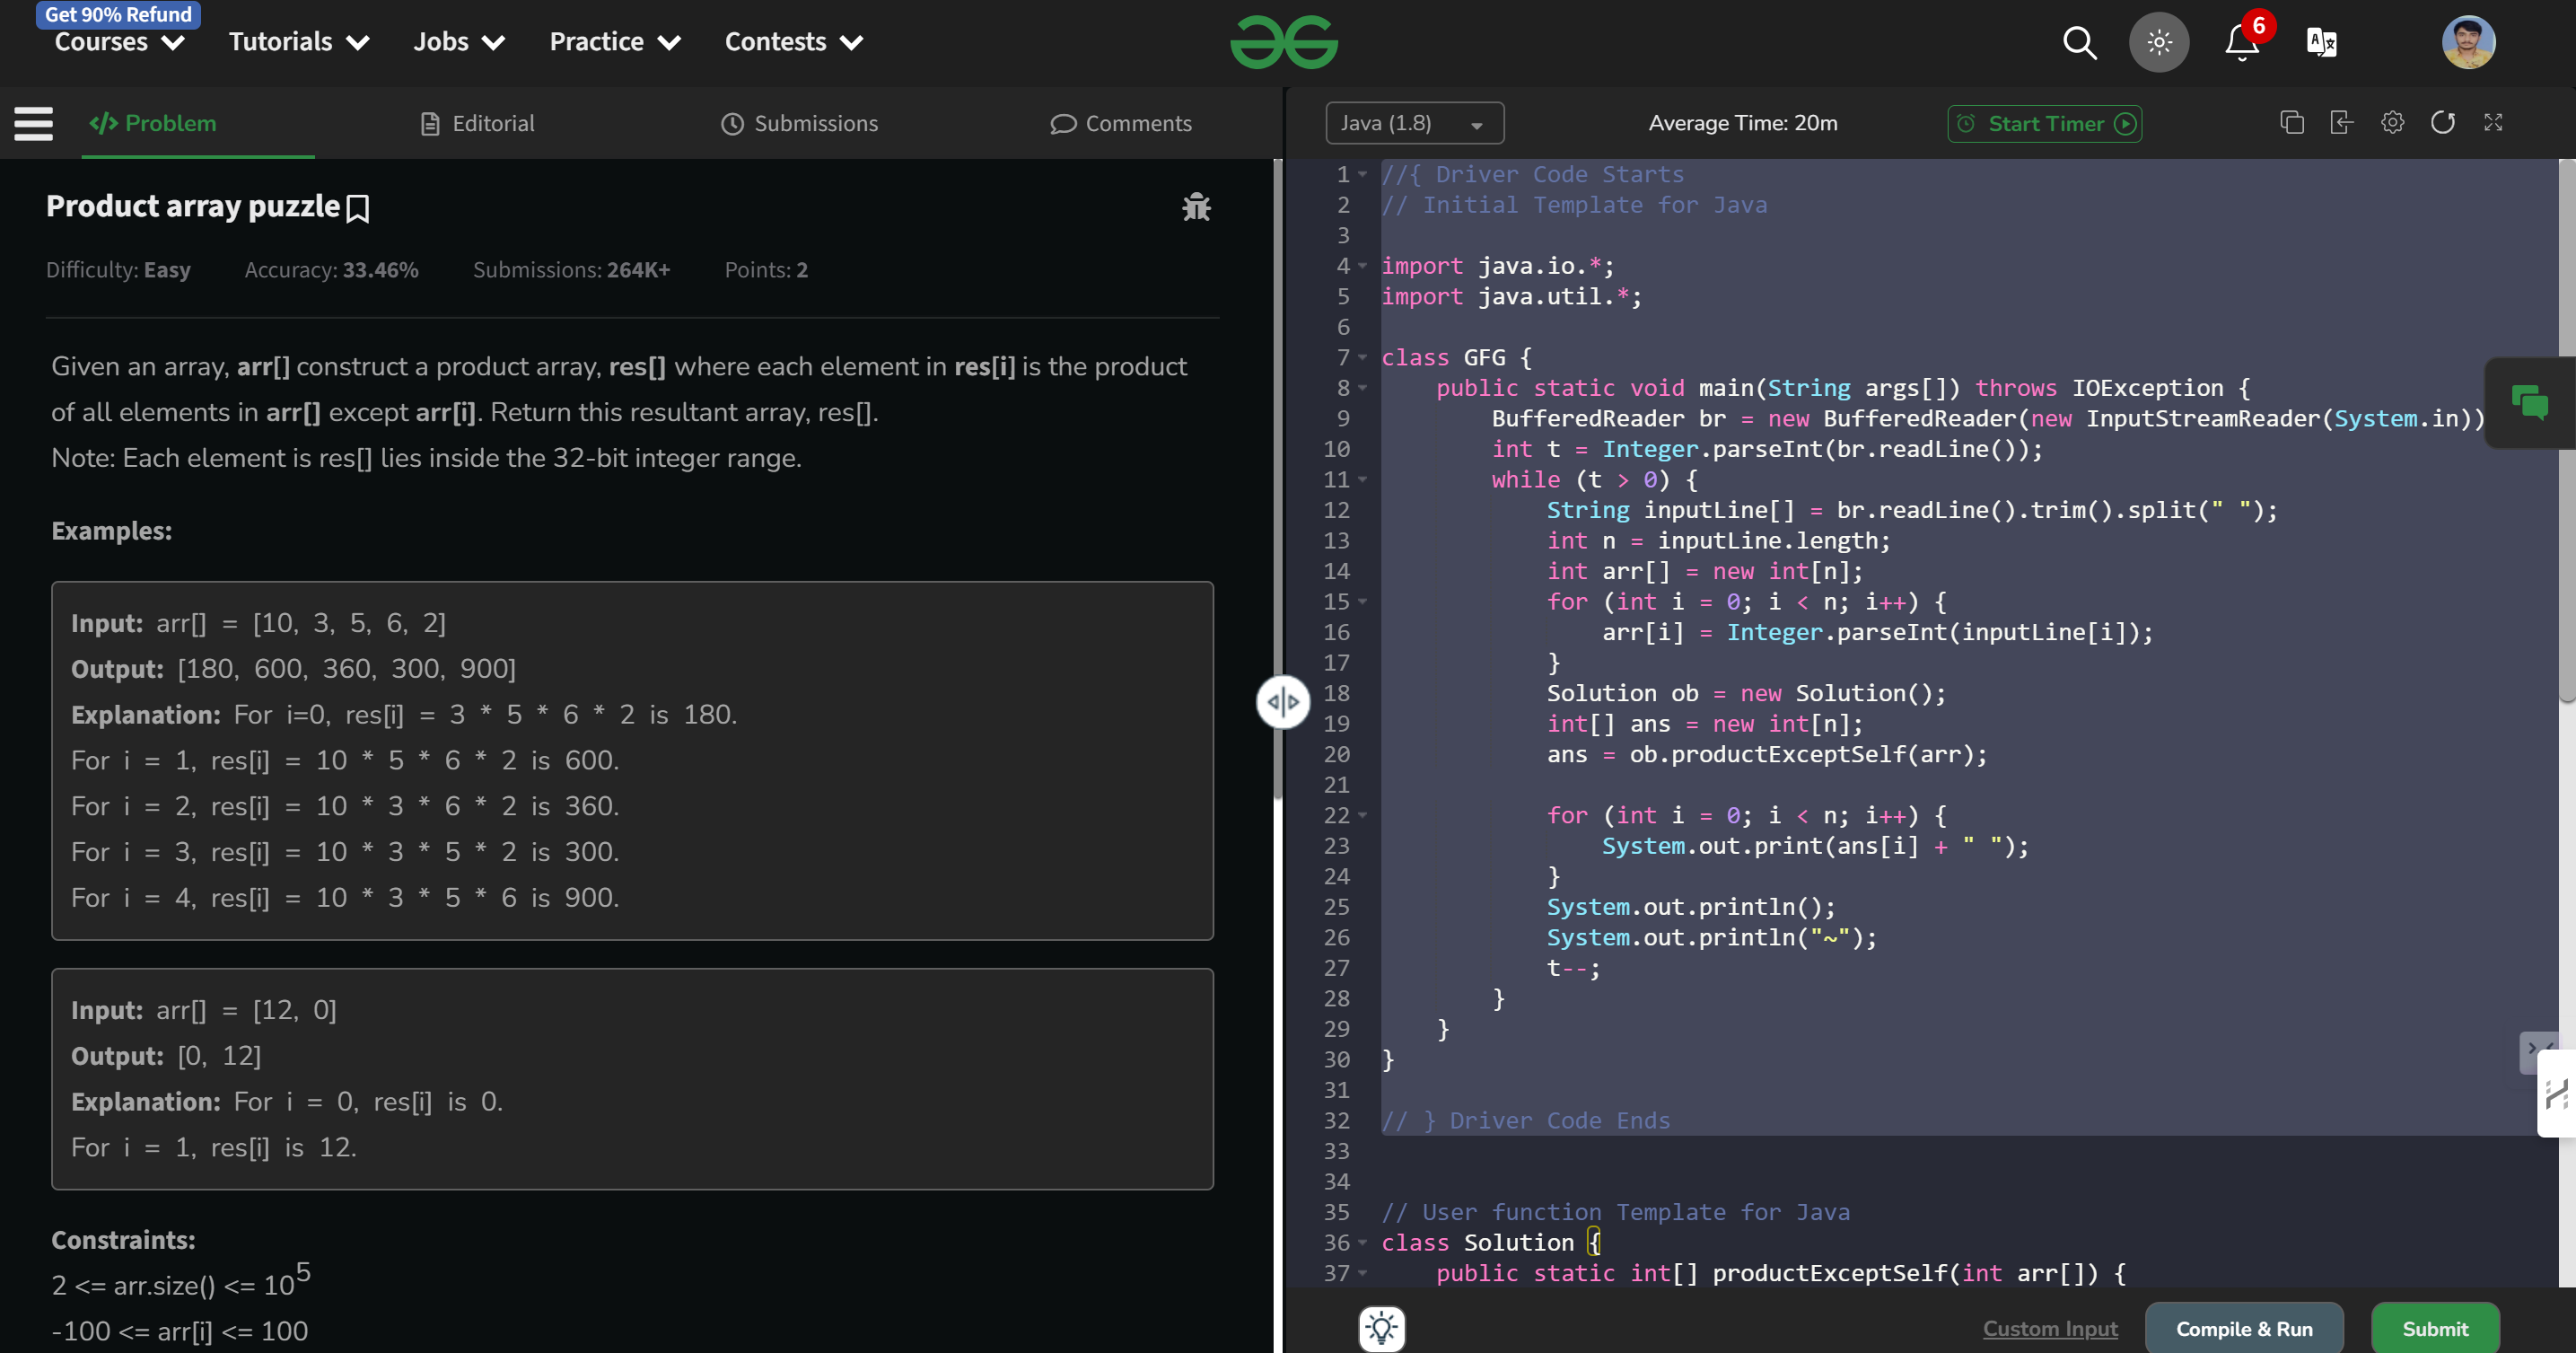 Get 90% Refund
Courses Tutorials Jobs Practice Contests
6
Problem Editorial Submissions Comments
Product array puzzle
Difficulty: Easy Accuracy: 33.46% Submissions: 264K+ Points: 2
Given an array, arr[] construct a product array, res[] where each element in res[i] is the product
of all elements in arr[] except arr[i]. Return this resultant array, res[].
Note: Each element is res[] lies inside the 32-bit integer range.
Examples:
Input: arr[] = [10, 3, 5, 6, 2]
Output: [180, 600, 360, 300, 900]
Explanation: For i=0, res[i] = 3 * 5 * 6 * 2 is 180.
For i = 1, res[i] = 10 * 5 * 6 * 2 is 600.
For i = 2, res[i] = 10 * 3 * 6 * 2 is 360.
For i = 3, res[i] = 10 * 3 * 5 * 2 is 300.
For i = 4, res[i] = 10 * 3 * 5 * 6 is 900.
Input: arr[] = [12, 0]
Output: [0, 12]
Explanation: For i = 0, res[i] is 0.
For i = 1, res[i] is 12.
Constraints:
2 <= arr.size() <= 10^5
-100 <= arr[i] <= 100
Java (1.8) Average Time: 20m Start Timer
1 //{ Driver Code Starts
2 // Initial Template for Java
3
4 import java.io.*;
5 import java.util.*;
6
7 class GFG {
8     public static void main(String args[]) throws IOException {
9         BufferedReader br = new BufferedReader(new InputStreamReader(System.in))
10         int t = Integer.parseInt(br.readLine());
11         while (t > 0) {
12             String inputLine[] = br.readLine().trim().split(" ");
13             int n = inputLine.length;
14             int arr[] = new int[n];
15             for (int i = 0; i < n; i++) {
16                 arr[i] = Integer.parseInt(inputLine[i]);
17             }
18             Solution ob = new Solution();
19             int[] ans = new int[n];
20             ans = ob.productExceptSelf(arr);
21
22             for (int i = 0; i < n; i++) {
23                 System.out.print(ans[i] + " ");
24             }
25             System.out.println();
26             System.out.println("~");
27             t--;
28         }
29     }
30 }
31
32 // } Driver Code Ends
33
34
35 // User function Template for Java
36 class Solution {
37     public static int[] productExceptSelf(int arr[]) {
Custom Input Compile & Run Submit